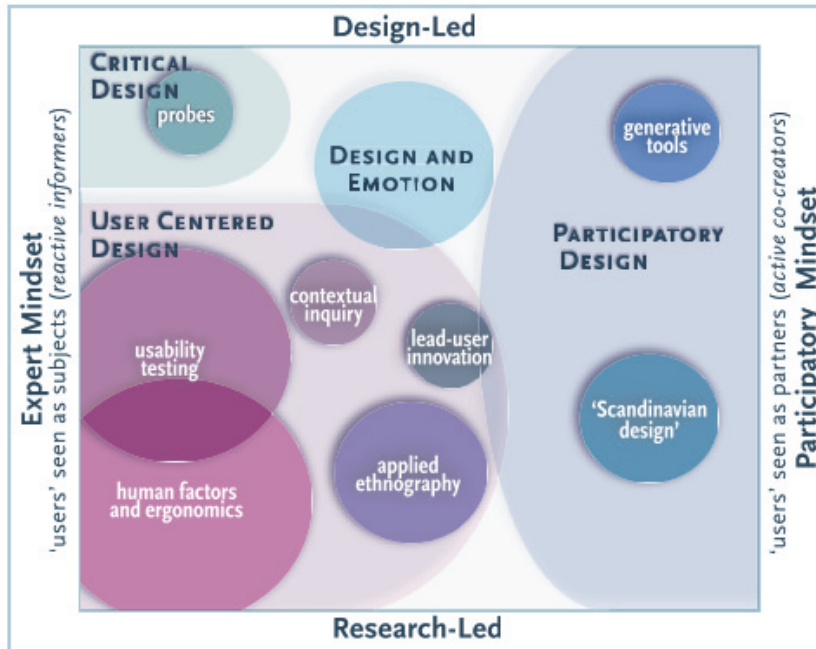 Design-Led
CRITICAL
DESIGN
probes
generative
tools
DESIGN AND
EMOTION
USER CENTERED
DESIGN
PARTICIPATORY
DESIGN
contextual
inquiry
lead-user
innovation
usability
testing
'Scandinavian
design'
applied
ethnography
human factors
and ergonomics
Expert Mindset
'users' seen as subjects (reactive informers)
'users' seen as partners (active co-creators)
Participatory Mindset
Research-Led